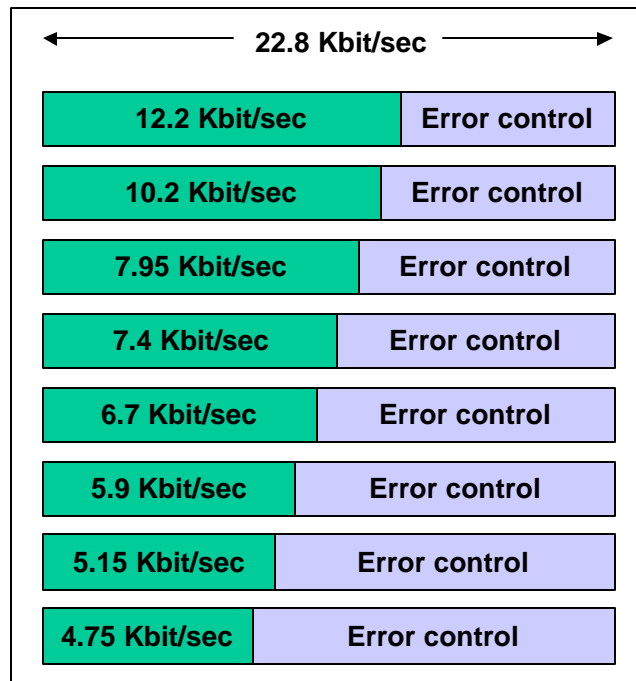 22.8 Kbit/sec
12.2 Kbit/sec Error control
10.2 Kbit/sec Error control
7.95 Kbit/sec Error control
7.4 Kbit/sec Error control
6.7 Kbit/sec Error control
5.9 Kbit/sec Error control
5.15 Kbit/sec Error control
4.75 Kbit/sec Error control